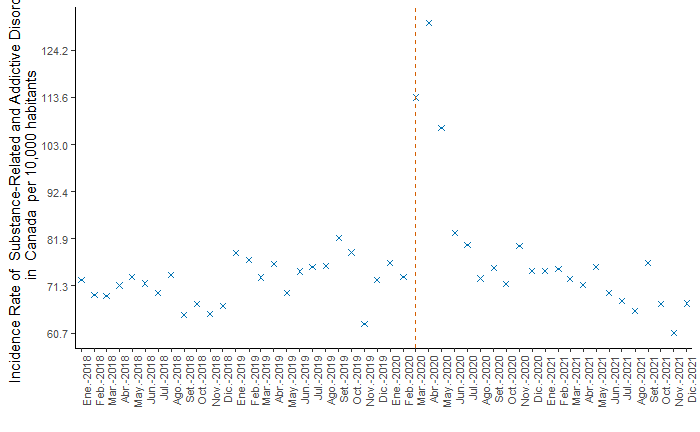 Incidence Rate of Substance-Related and Addictive Disord
in Canada per 10,000 habitants
124.2
113.6
103.0
92.4
81.9
71.3
60.7
Ene.-2018
Feb.-2018
Mar.-2018
Abr.-2018
May.-2018
Jun.-2018
Jul.-2018
Ago.-2018
Set.-2018
Oct.-2018
Nov.-2018
Dic.-2018
Ene.-2019
Feb.-2019
Mar.-2019
Abr.-2019
May.-2019
Jun.-2019
Jul.-2019
Ago.-2019
Set.-2019
Oct.-2019
Nov.-2019
Dic.-2019
Ene.-2020
Feb.-2020
Mar.-2020
Abr.-2020
May.-2020
Jun.-2020
Jul.-2020
Ago.-2020
Set.-2020
Oct.-2020
Nov.-2020
Dic.-2020
Ene.-2021
Feb.-2021
Mar.-2021
Abr.-2021
May.-2021
Jun.-2021
Jul.-2021
Ago.-2021
Set.-2021
Oct.-2021
Nov.-2021
Dic.-2021